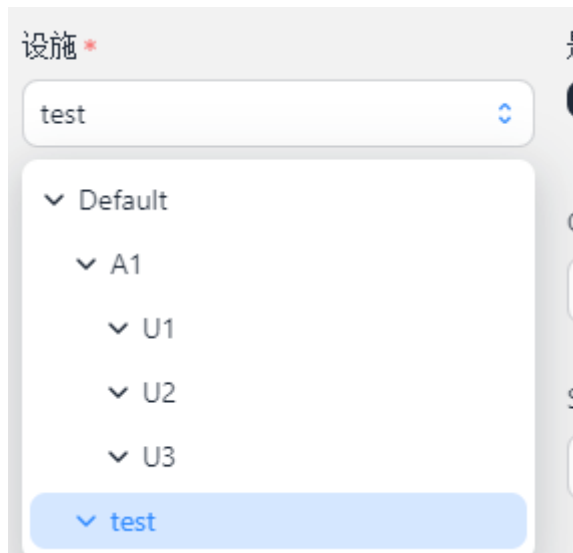 设施 *
test
Default
A1
U1
U2
U3
test